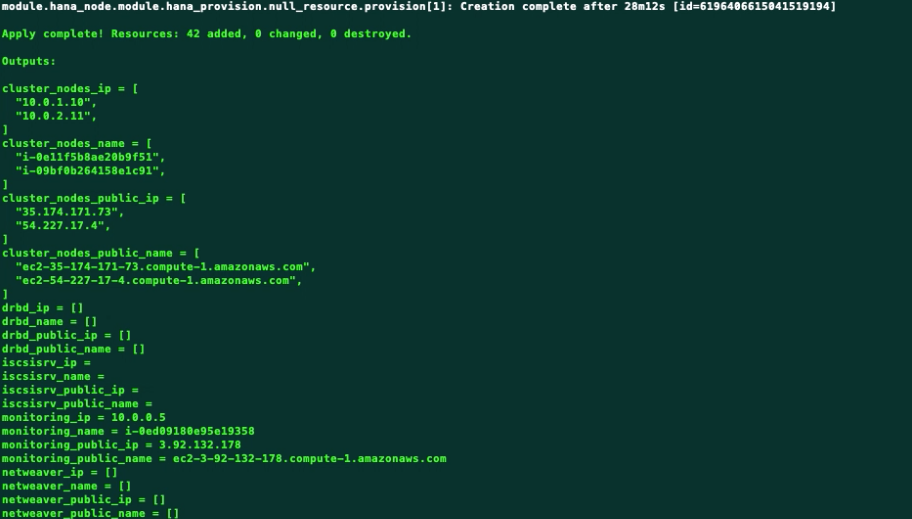 module.hana_node.module.hana_provision.null_resource.provision[1]: Creation complete after 28m12s [id=6196406615041519194]
Apply complete! Resources: 42 added, 0 changed, 0 destroyed.
Outputs:
cluster_nodes_ip = [
"10.0.1.10",
"10.0.2.11",
]
cluster_nodes_name = [
"i-0e11f5b8ae20b9f51",
"i-09bf0b264158e1c91",
]
cluster_nodes_public_ip = [
"35.174.171.73",
"54.227.17.4",
]
cluster_nodes_public_name = [
"ec2-35-174-171-73.compute-1.amazonaws.com",
"ec2-54-227-17-4.compute-1.amazonaws.com",
]
drbd_ip = []
drbd_name = []
drbd_public_ip = []
drbd_public_name = []
iscsisrv_ip =
iscsisrv_name =
iscsisrv_public_ip =
iscsisrv_public_name =
monitoring_ip = 10.0.0.5
monitoring_name = i-0ed09180e95e19358
monitoring_public_ip = 3.92.132.178
monitoring_public_name = ec2-3-92-132-178.compute-1.amazonaws.com
netweaver_ip = []
netweaver_name = []
netweaver_public_ip = []
netweaver_public_name = []